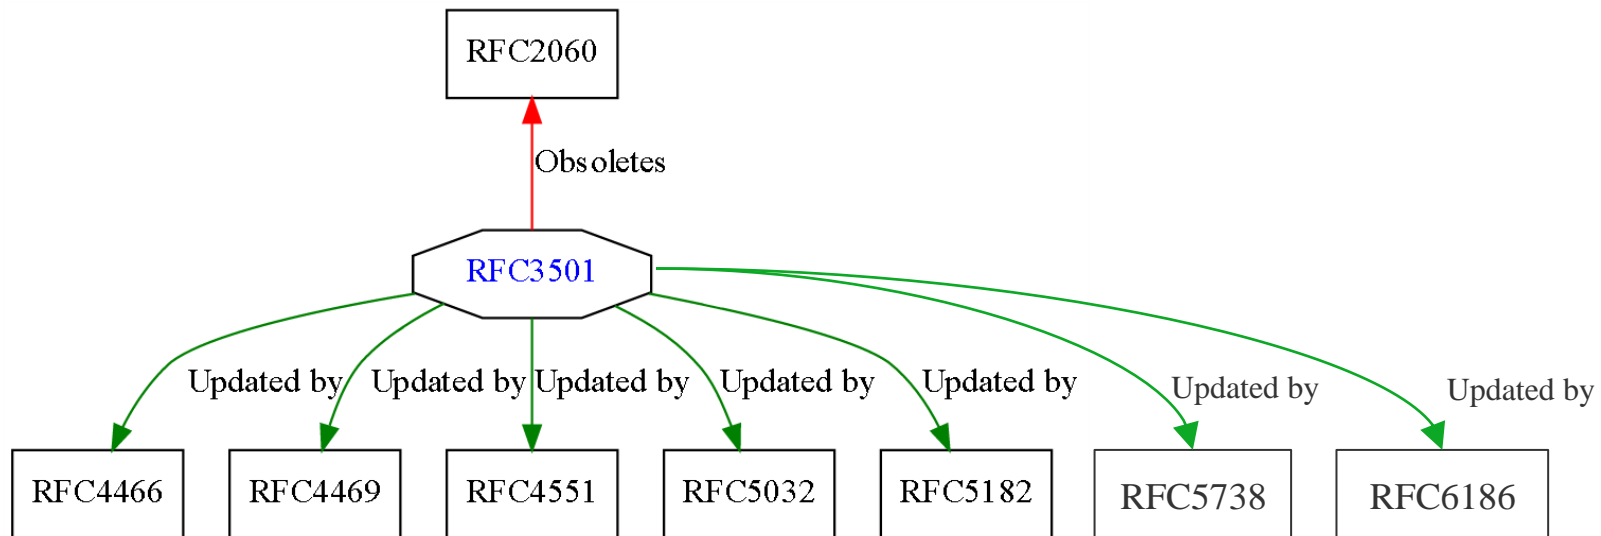 RFC2060
Obsoletes
RFC3501
Updated by Updated by Updated by Updated by Updated by Updated by Updated by
RFC4466 RFC4469 RFC4551 RFC5032 RFC5182 RFC5738 RFC6186